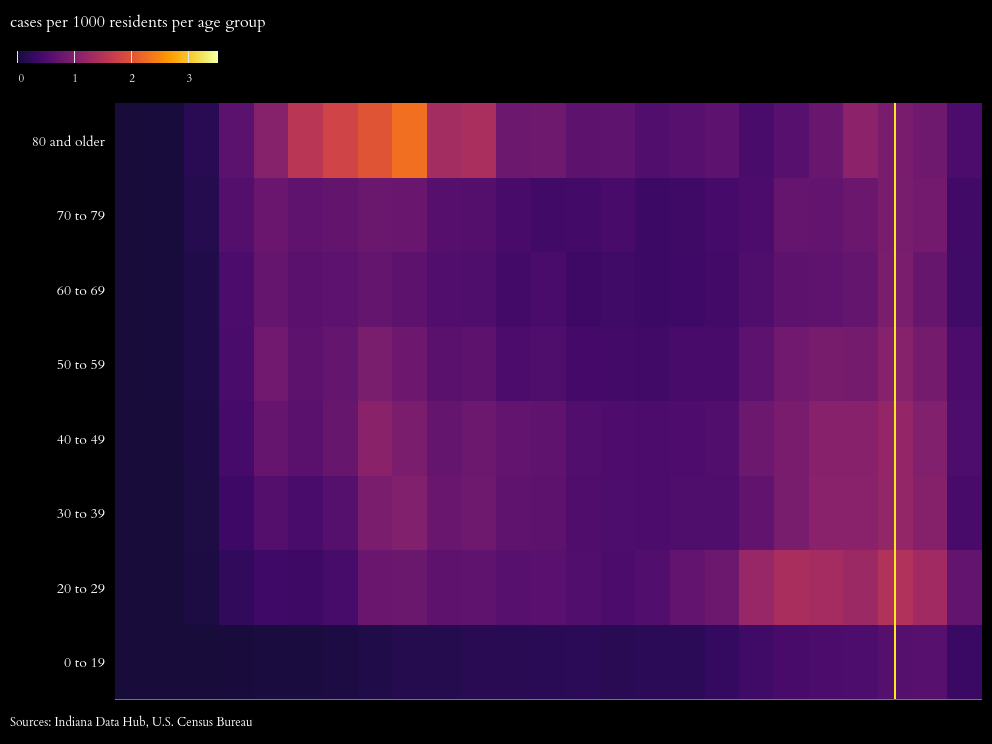 cases per 1000 residents per age group
0 1 2 3
80 and older
70 to 79
60 to 69
50 to 59
40 to 49
30 to 39
20 to 29
0 to 19
Sources: Indiana Data Hub, U.S. Census Bureau